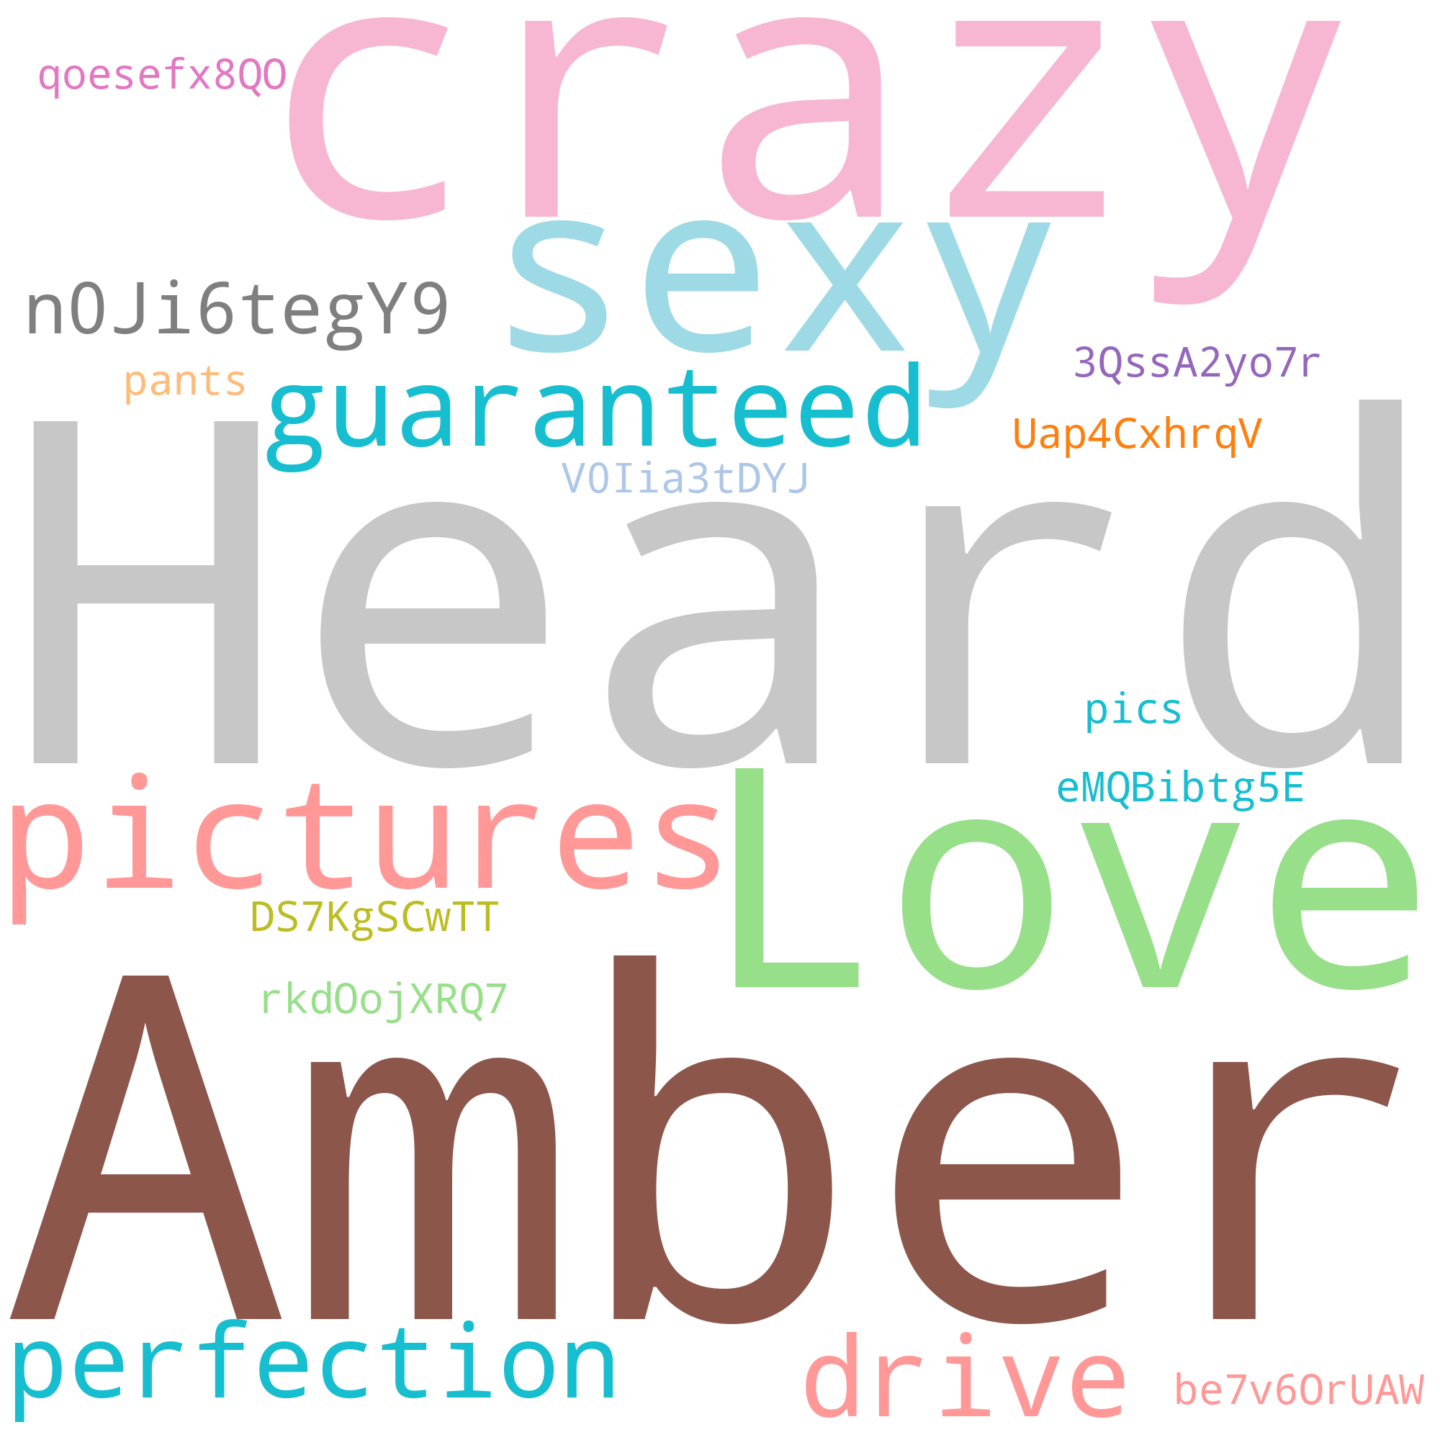 crazy
qoesefx8QO
sexy
n0Ji6tegY9
3QssA2yo7r
pants
guaranteed
Uap4CxhrqV
V0Iia3tDYJ
Heard
pics
eMQBibtg5E
pictures
Love
DS7KgSCwTT
rkdOojXRQ7
Amber
perfection
drive
be7v6OrUAW